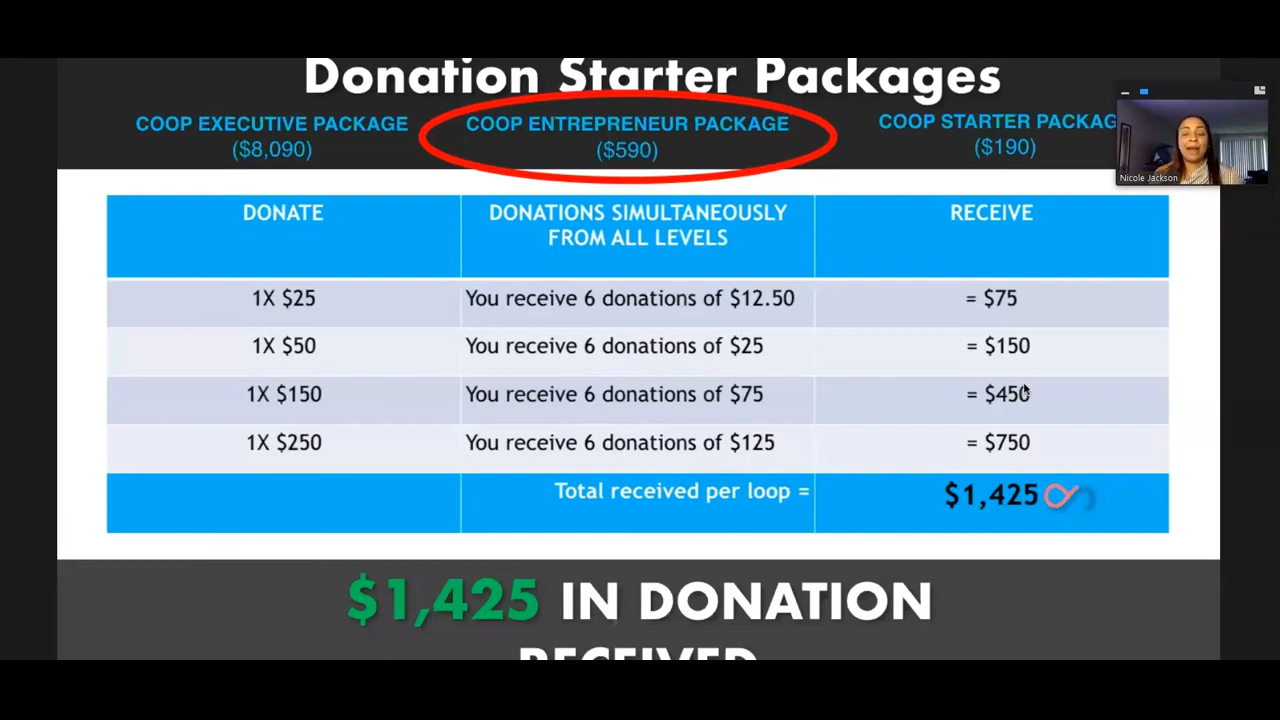 Donation Starter Packages
COOP EXECUTIVE PACKAGE
($8,090)
COOP ENTREPRENEUR PACKAGE
($590)
COOP STARTER PACKAG
($190)
Nicole Jackson
DONATE
DONATIONS SIMULTANEOUSLY
FROM ALL LEVELS
RECEIVE
1X $25
You receive 6 donations of $12.50
= $75
1X $50
You receive 6 donations of $25
= $150
1X $150
You receive 6 donations of $75
= $450
1X $250
You receive 6 donations of $125
= $750
Total received per loop =
$1,425
$1,425 IN DONATION
RECEIVED